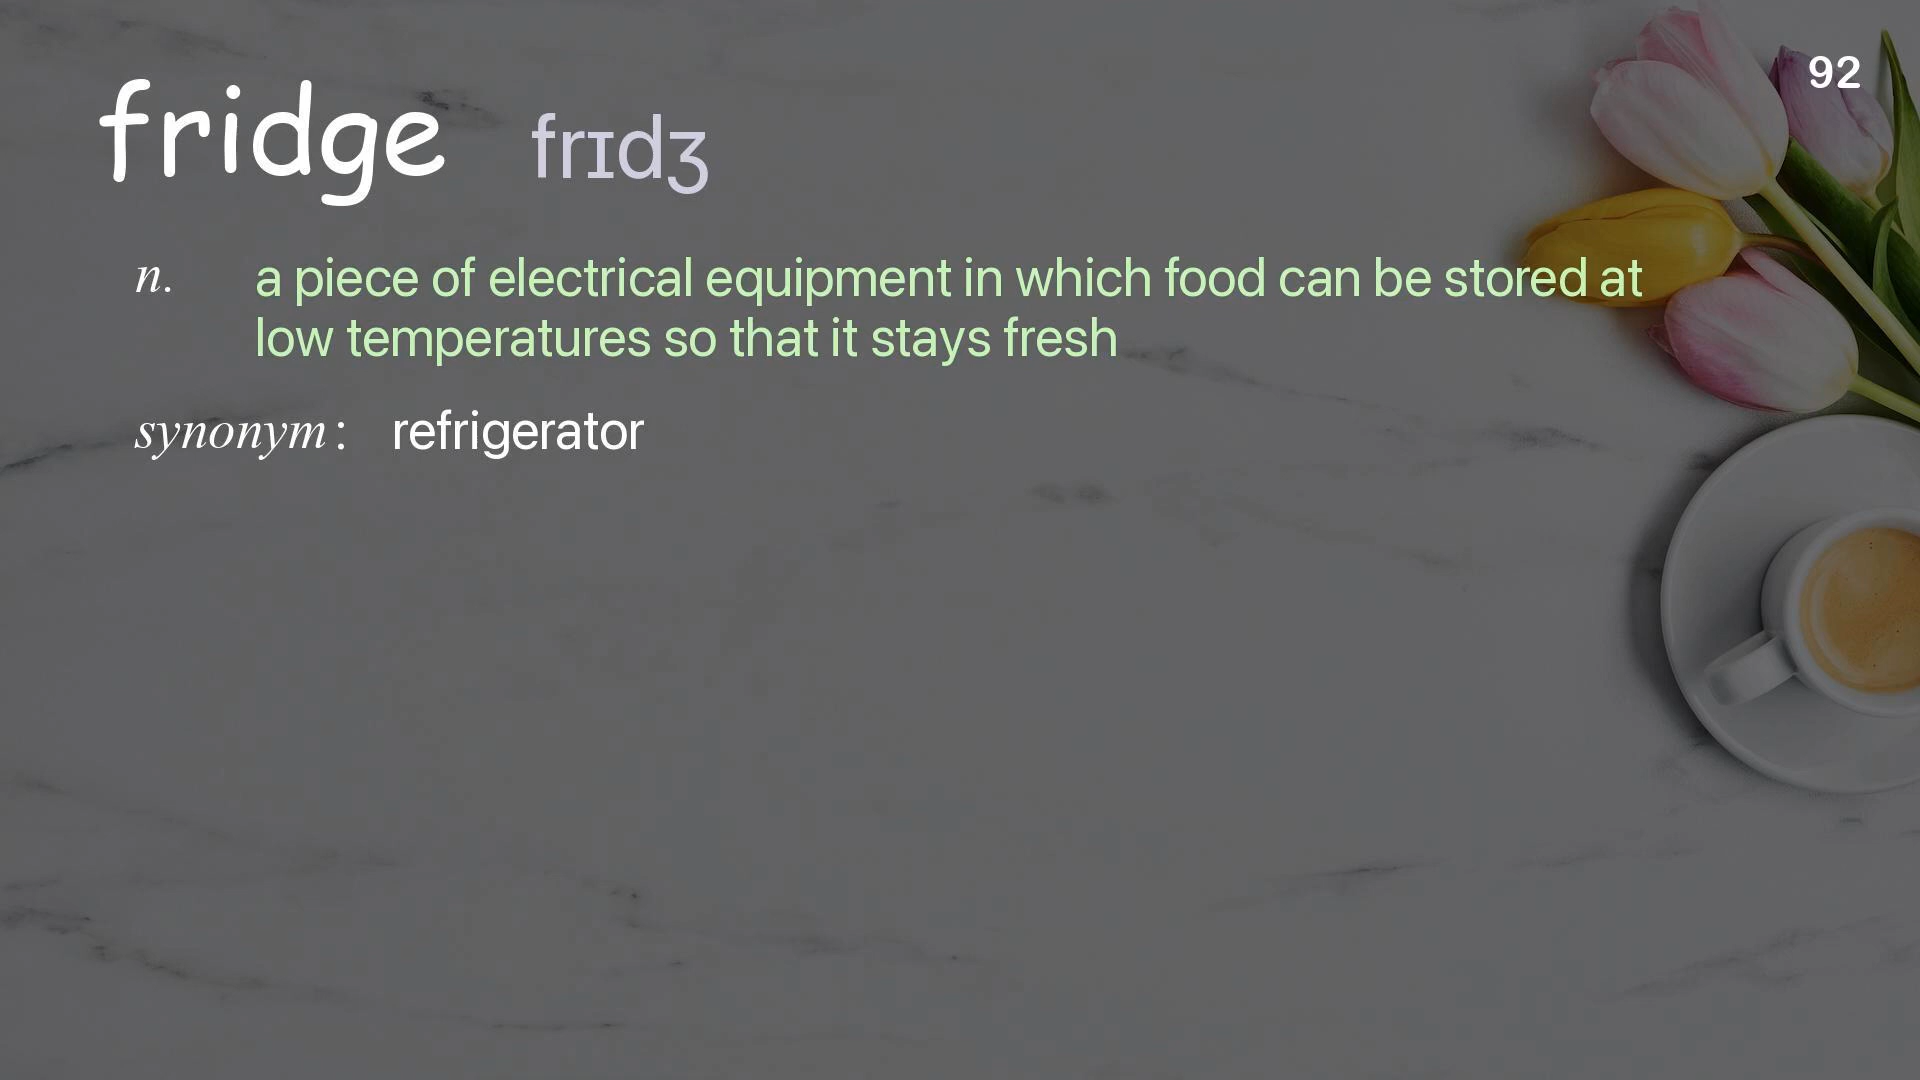 92
fridge frɪdʒ
n. a piece of electrical equipment in which food can be stored at
low temperatures so that it stays fresh
synonym: refrigerator